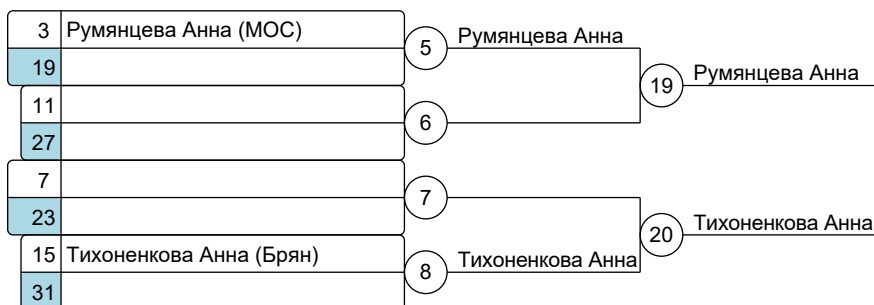 3 Румянцева Анна (МОС)
5 Румянцева Анна
19
19 Румянцева Анна
11
6
27
7
7
23
20 Тихоненкова Анна
15 Тихоненкова Анна (Брян)
8 Тихоненкова Анна
31